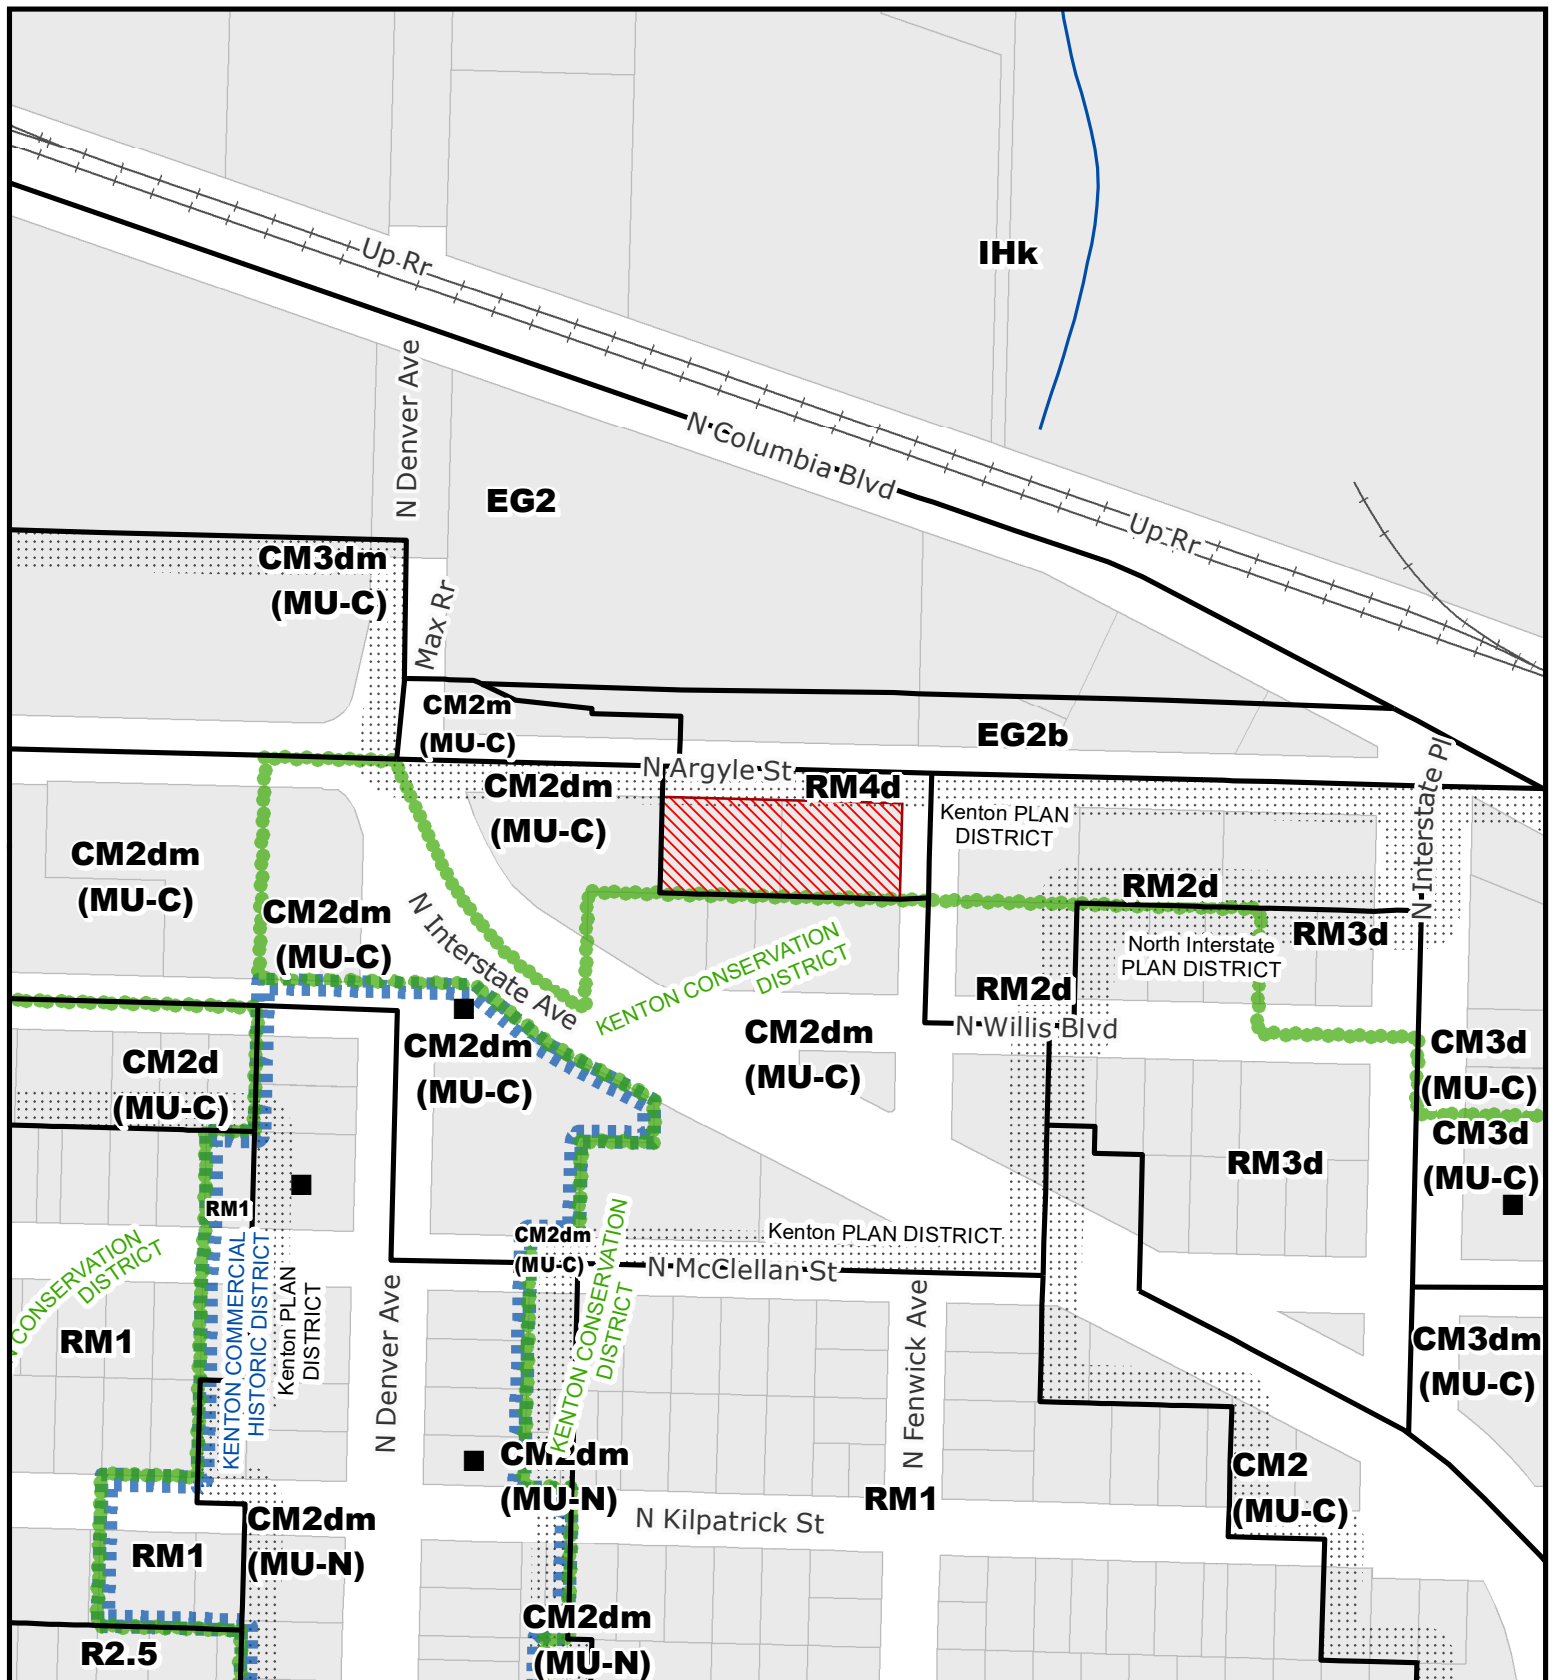 IHk
Up Rr
N Denver Ave
N Columbia Blvd
EG2
Up Rr
CM3dm
(MU-C)
Max Rr
CM2m
(MU-C)
EG2b
N Interstate Pl
N Argyle St
CM2dm
(MU-C)
RM4d
Kenton PLAN
DISTRICT
CM2dm
(MU-C)
RM2d
CM2dm
(MU-C)
N Interstate Ave
KENTON CONSERVATION
DISTRICT
RM3d
North Interstate
PLAN DISTRICT
RM2d
N Willis Blvd
CM2dm
(MU-C)
CM2dm
(MU-C)
CM3d
(MU-C)
CM2d
(MU-C)
CM3d
(MU-C)
RM3d
RM1
CM2dm
(MU-C)
Kenton PLAN DISTRICT
N McClellan St
CONSERVATION
DISTRICT
KENTON COMMERCIAL
HISTORIC DISTRICT
Kenton PLAN
DISTRICT
KENTON CONSERVATION
DISTRICT
RM1
N Denver Ave
N Fenwick Ave
CM3dm
(MU-C)
CM2dm
(MU-N)
RM1
CM2
(MU-C)
CM2dm
(MU-N)
N Kilpatrick St
RM1
CM2dm
(MU-N)
R2.5